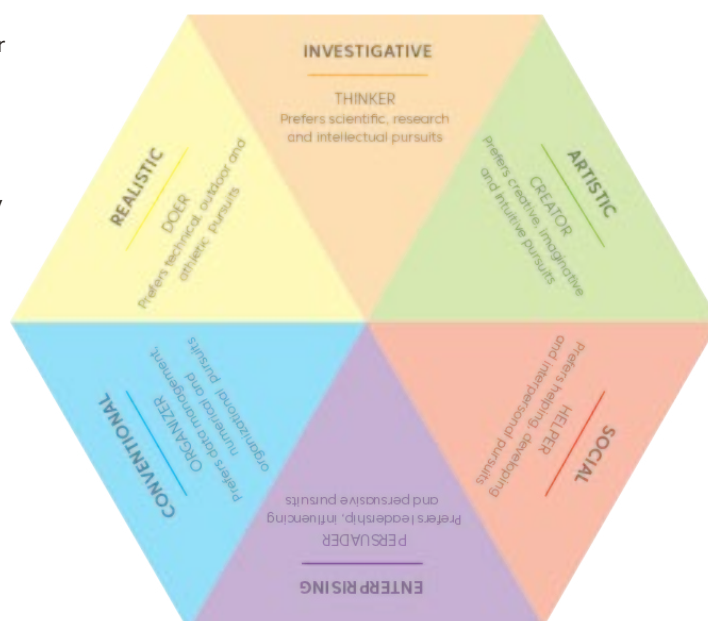 r
y
INVESTIGATIVE
THINKER
Prefers scientific, research
and intellectual pursuits
ARTISTIC
CREATOR
Prefers creative, imaginative
and intuitive pursuits
SOCIAL
HELPER
Prefers helping, developing
and interpersonal pursuits
ENTERPRISING
PERSUADER
Prefers leadership, influencing
and persuasive pursuits
CONVENTIONAL
ORGANIZER
Prefers data management,
numerical and
organizational pursuits
REALISTIC
DOER
Prefers technical, outdoor and
athletic pursuits